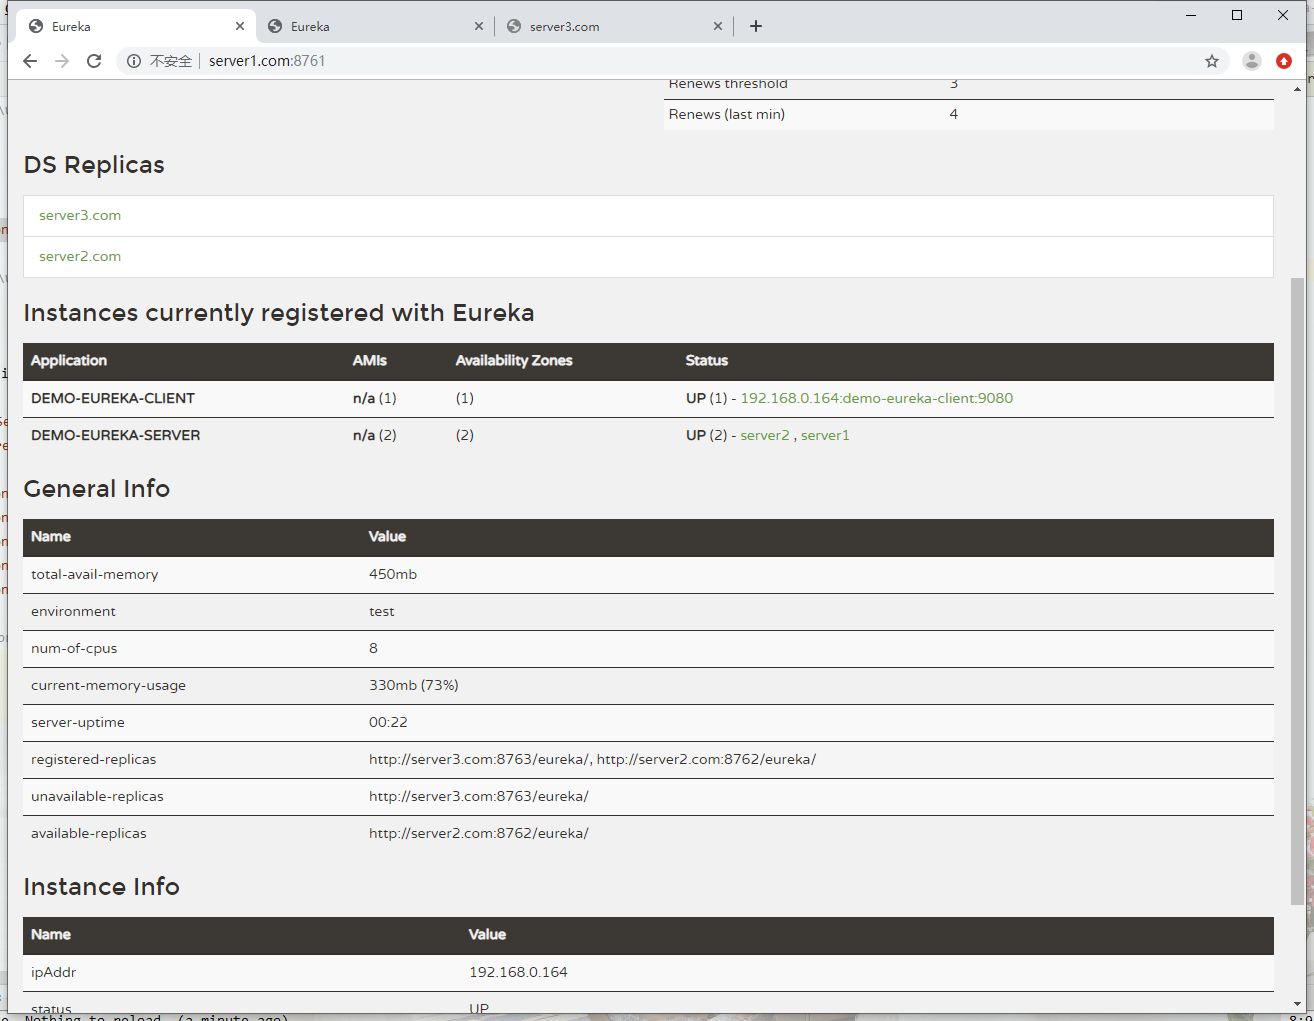 Eureka
Eureka
server3.com
不安全 server1.com:8761
Renews threshold 3
Renews (last min) 4
DS Replicas
server3.com
server2.com
Instances currently registered with Eureka
Application AMIs Availability Zones Status
DEMO-EUREKA-CLIENT n/a (1) (1) UP (1) - 192.168.0.164:demo-eureka-client:9080
DEMO-EUREKA-SERVER n/a (2) (2) UP (2) - server2 , server1
General Info
Name Value
total-avail-memory 450mb
environment test
num-of-cpus 8
current-memory-usage 330mb (73%)
server-uptime 00:22
registered-replicas http://server3.com:8763/eureka/, http://server2.com:8762/eureka/
unavailable-replicas http://server3.com:8763/eureka/
available-replicas http://server2.com:8762/eureka/
Instance Info
Name Value
ipAddr 192.168.0.164
status UP
Nothing to reload. (a minute ago)